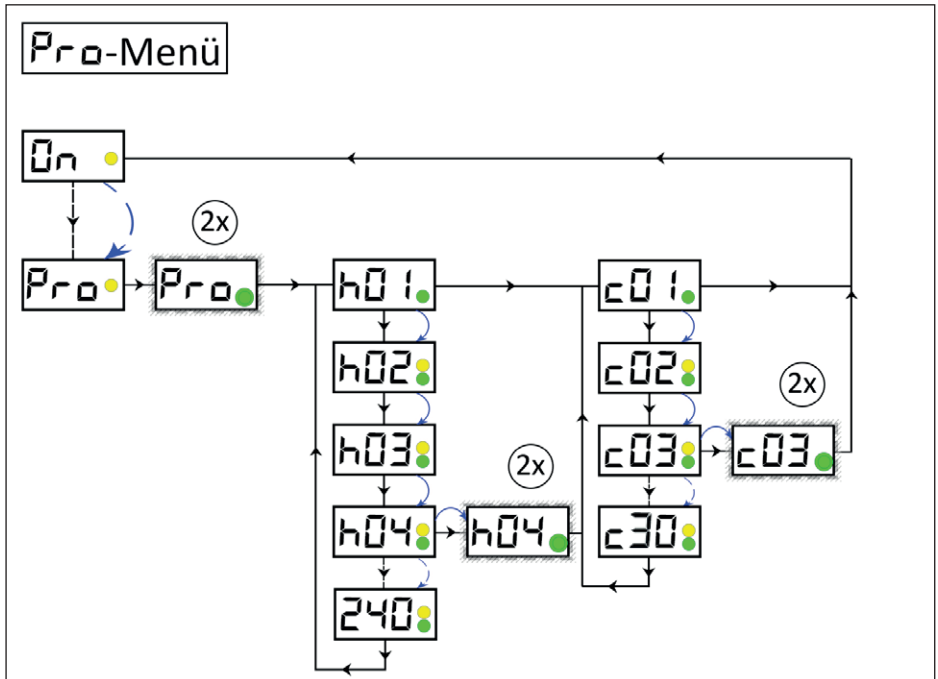 Pro-Menü
On
2x
Pro
Pro
h01
c01
h02
c02
2x
h03
c03
c03
2x
h04
h04
c30
240